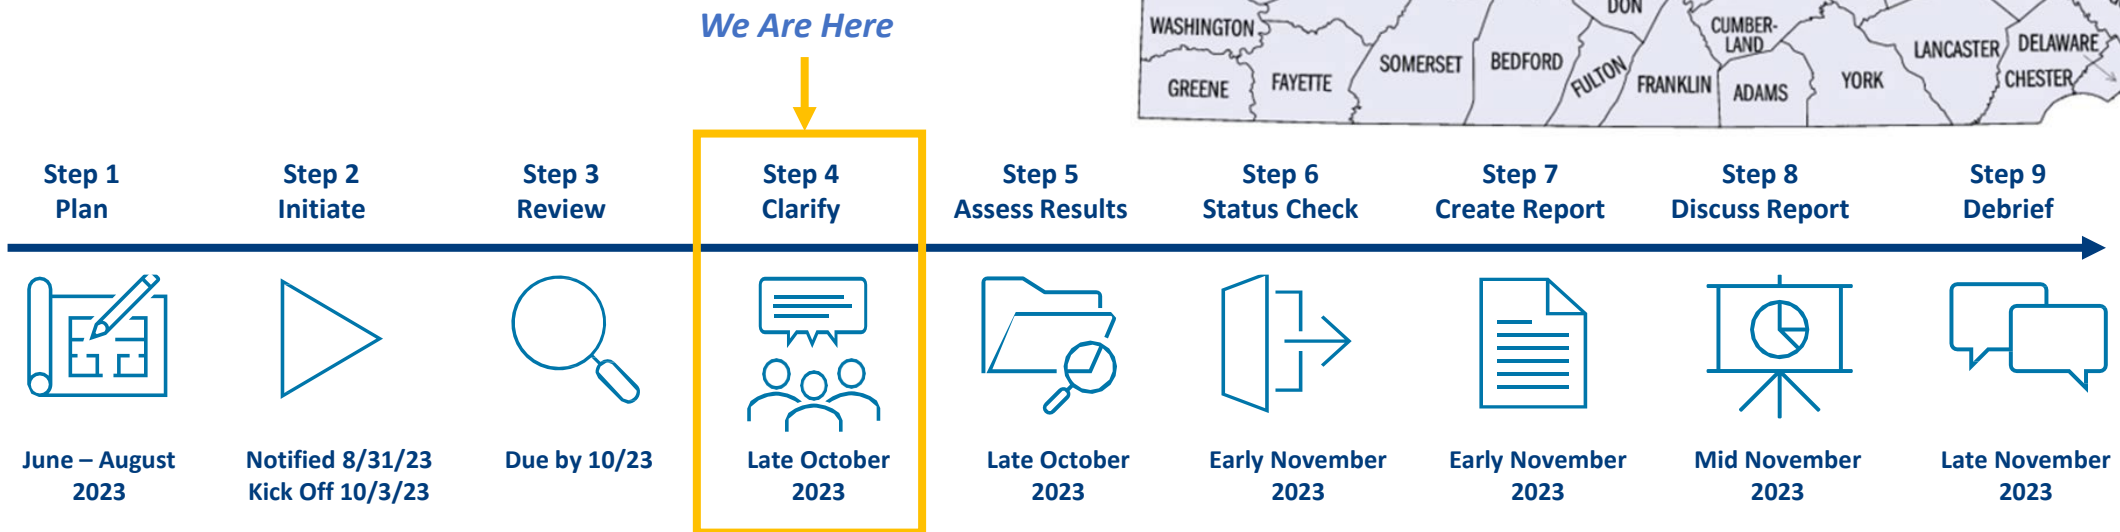 We Are Here
DON
WASHINGTON
CUMBER-
LAND
LANCASTER
DELAWARE
SOMERSET
BEDFORD
FULTON
GREENE
FAYETTE
FRANKLIN
ADAMS
YORK
CHESTER
Step 1
Plan
Step 2
Initiate
Step 3
Review
Step 4
Clarify
Step 5
Assess Results
Step 6
Status Check
Step 7
Create Report
Step 8
Discuss Report
Step 9
Debrief
June – August
2023
Notified 8/31/23
Kick Off 10/3/23
Due by 10/23
Late October
2023
Late October
2023
Early November
2023
Early November
2023
Mid November
2023
Late November
2023